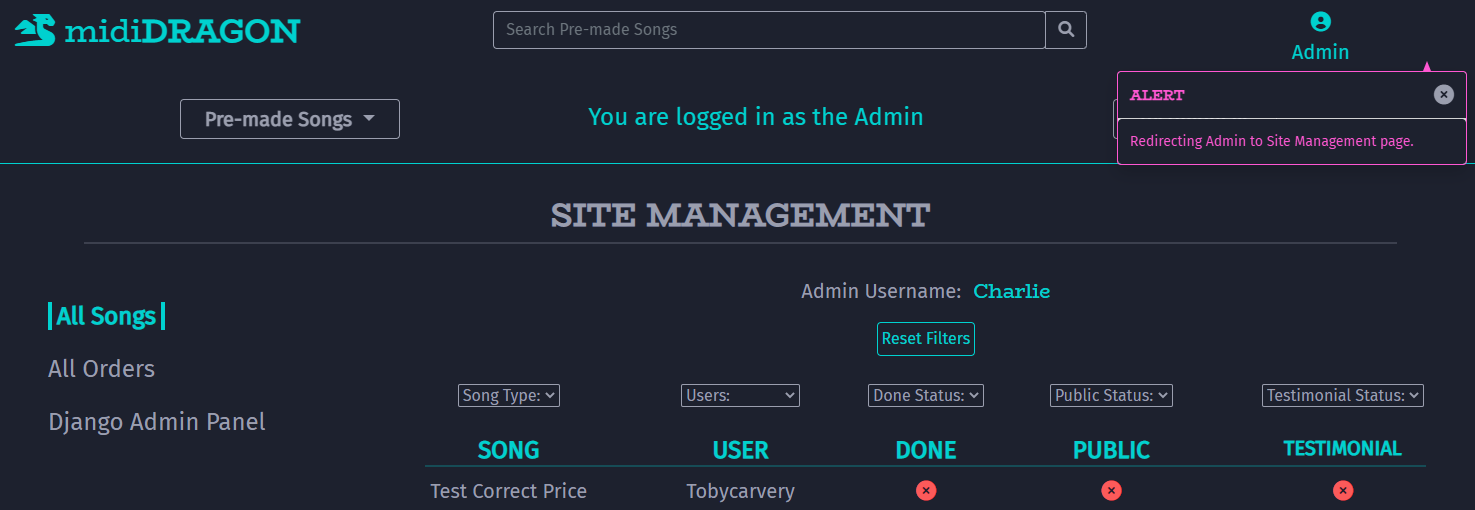 midiDRAGON
Search Pre-made Songs
Admin
ALERT
Redirecting Admin to Site Management page.
Pre-made Songs
You are logged in as the Admin
SITE MANAGEMENT
All Songs
All Orders
Django Admin Panel
Admin Username: Charlie
Reset Filters
Song Type: Users: Done Status: Public Status: Testimonial Status:
SONG USER DONE PUBLIC TESTIMONIAL
Test Correct Price Tobycarvery